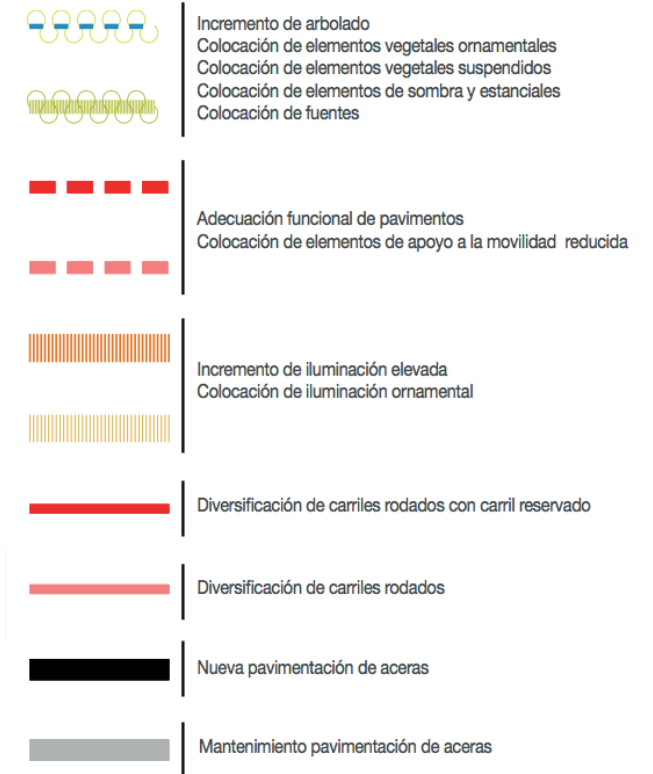 Incremento de arbolado
Colocación de elementos vegetales ornamentales
Colocación de elementos vegetales suspendidos
Colocación de elementos de sombra y estanciales
Colocación de fuentes
Adecuación funcional de pavimentos
Colocación de elementos de apoyo a la movilidad reducida
Incremento de iluminación elevada
Colocación de iluminación ornamental
Diversificación de carriles rodados con carril reservado
Diversificación de carriles rodados
Nueva pavimentación de aceras
Mantenimiento pavimentación de aceras